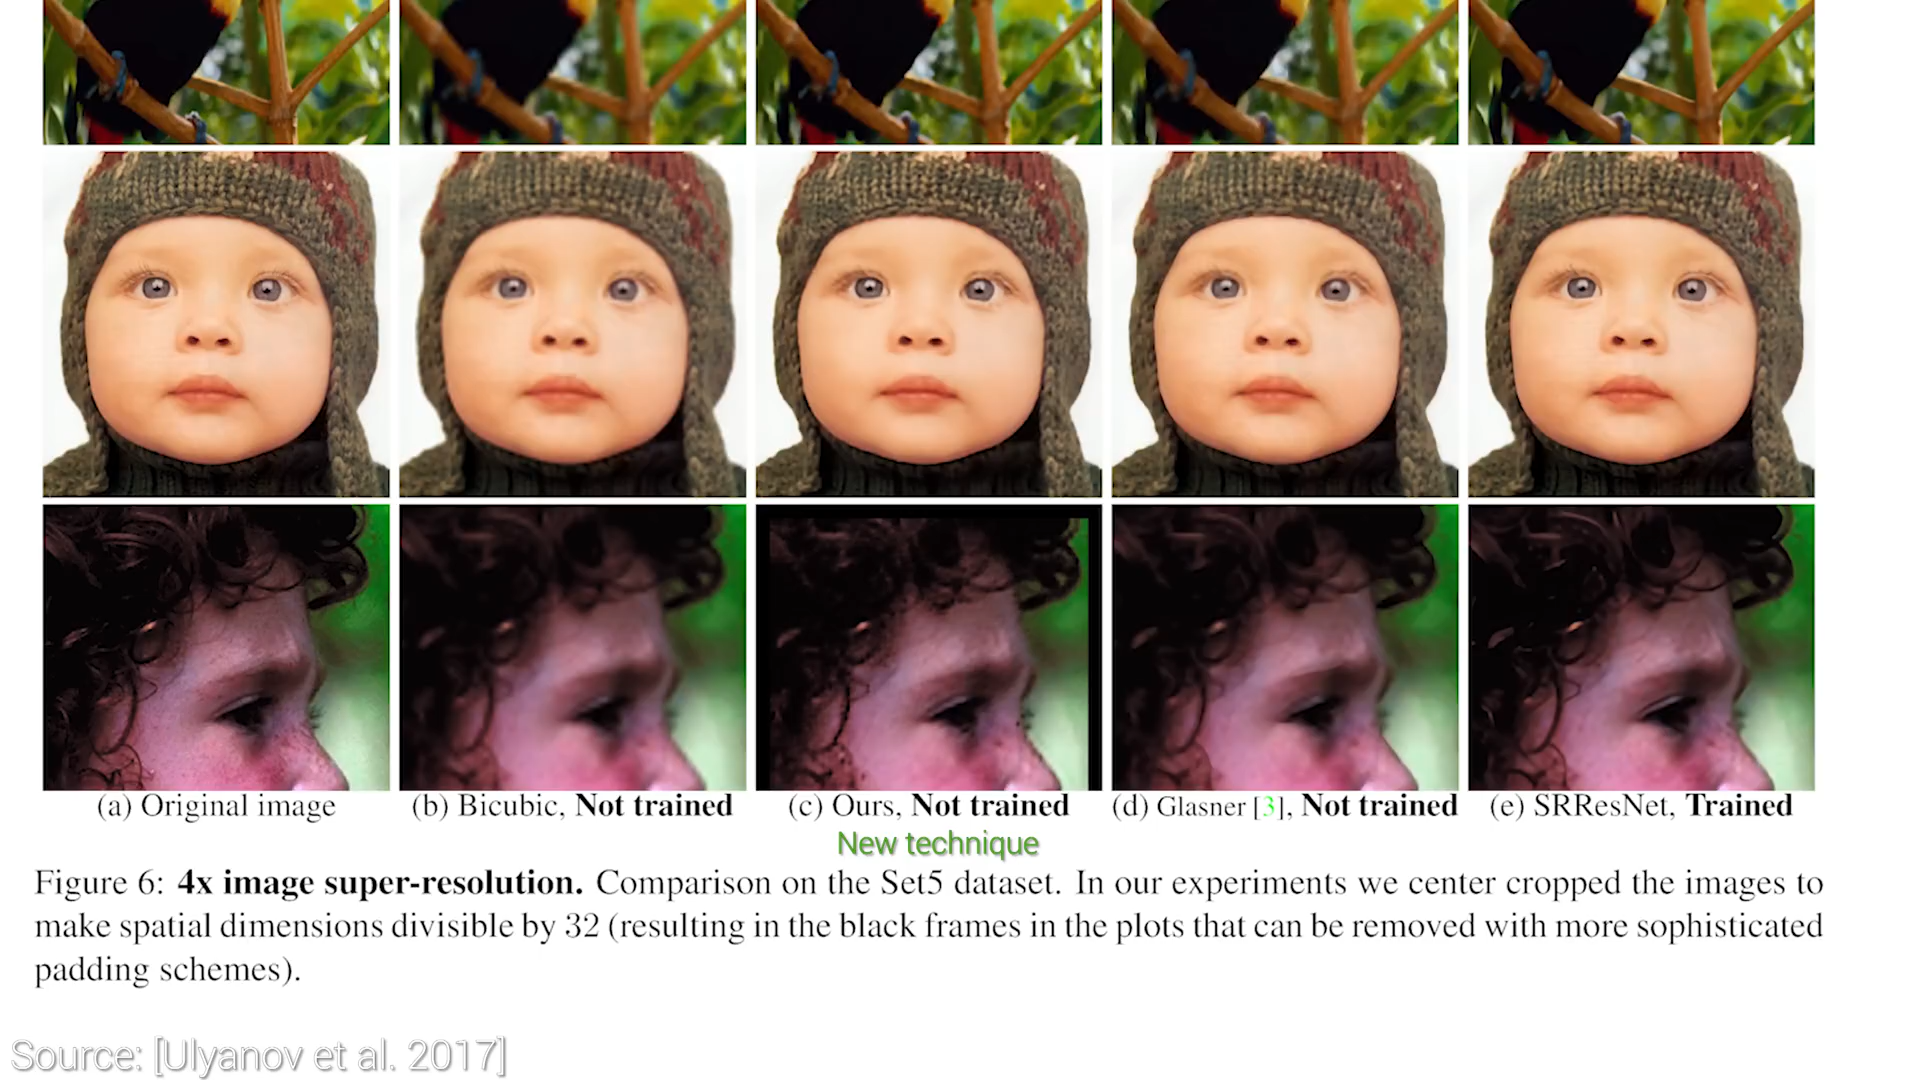 (a) Original image
(b) Bicubic, Not trained
(c) Ours, Not trained
(d) Glasner [3], Not trained
(e) SRResNet, Trained
New technique
Figure 6: 4x image super-resolution. Comparison on the Set5 dataset. In our experiments we center cropped the images to
make spatial dimensions divisible by 32 (resulting in the black frames in the plots that can be removed with more sophisticated
padding schemes).
Source: [Ulyanov et al. 2017]